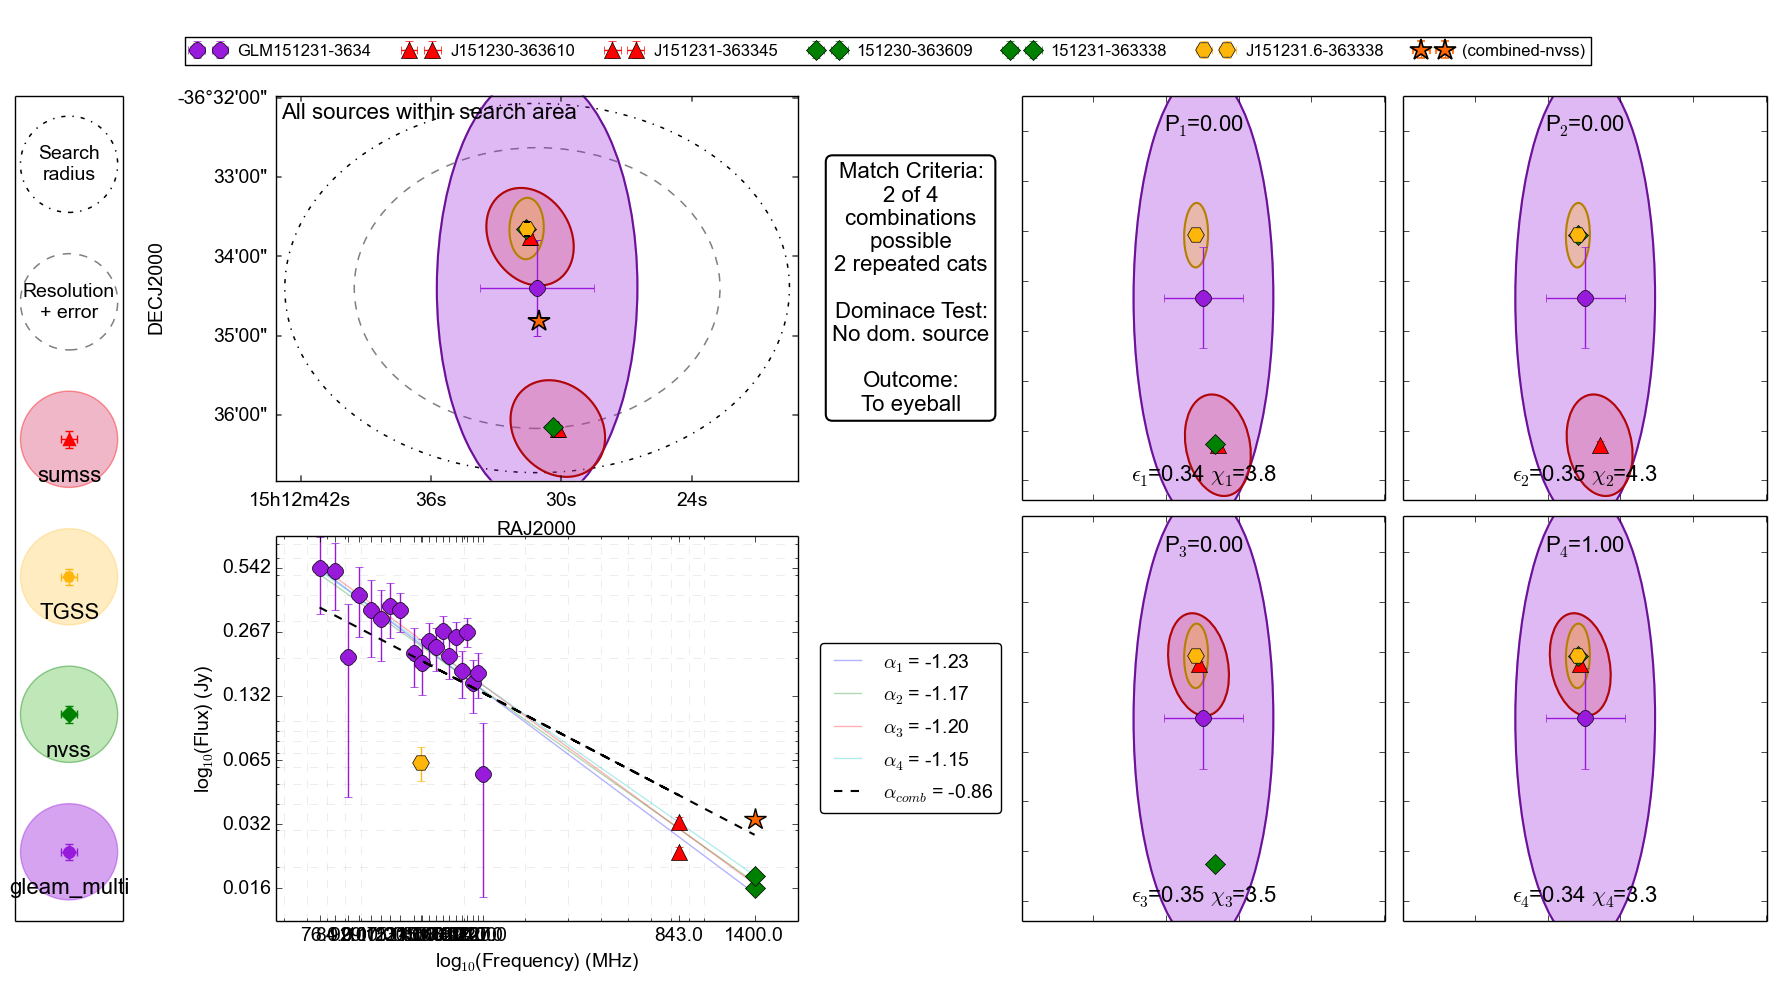 GLM151231-3634 J151230-363610 J151231-363345 151230-363609 151231-363338 J151231.6-363338 (combined-nvss)
Search
radius
Resolution
+ error
sumss
TGSS
nvss
gleam_multi
All sources within search area
-36°32'00"
33'00"
34'00"
35'00"
36'00"
DECJ2000
15h12m42s 36s 30s 24s
RAJ2000
Match Criteria:
2 of 4
combinations
possible
2 repeated cats
Dominace Test:
No dom. source
Outcome:
To eyeball
P1=0.00
ϵ1=0.34 χ1=3.8
P2=0.00
ϵ2=0.35 χ2=4.3
P3=0.00
ϵ3=0.35 χ3=3.5
P4=1.00
ϵ4=0.34 χ4=3.3
0.542
0.267
0.132
0.065
0.032
0.016
log10(Flux) (Jy)
843.0 1400.0
log10(Frequency) (MHz)
α1 = -1.23
α2 = -1.17
α3 = -1.20
α4 = -1.15
αcomb = -0.86